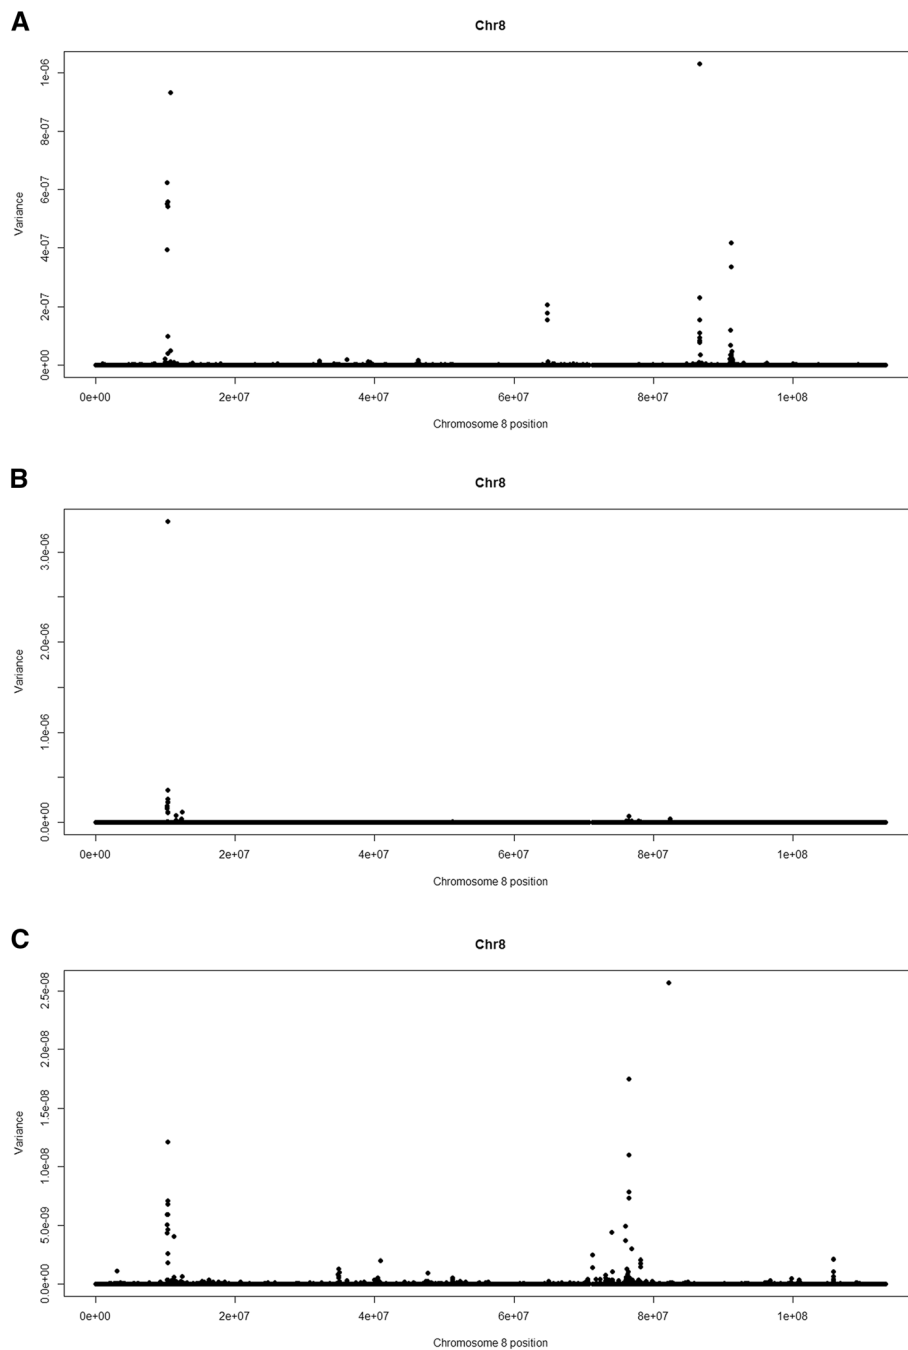 A
Chr8
Variance
1e-06
8e-07
6e-07
4e-07
2e-07
0e+00
0e+00 2e+07 4e+07 6e+07 8e+07 1e+08
Chromosome 8 position
B
Chr8
Variance
3.0e-06
2.0e-06
1.0e-06
0.0e+00
0e+00 2e+07 4e+07 6e+07 8e+07 1e+08
Chromosome 8 position
C
Chr8
Variance
2.5e-08
2.0e-08
1.5e-08
1.0e-08
5.0e-09
0.0e+00
0e+00 2e+07 4e+07 6e+07 8e+07 1e+08
Chromosome 8 position